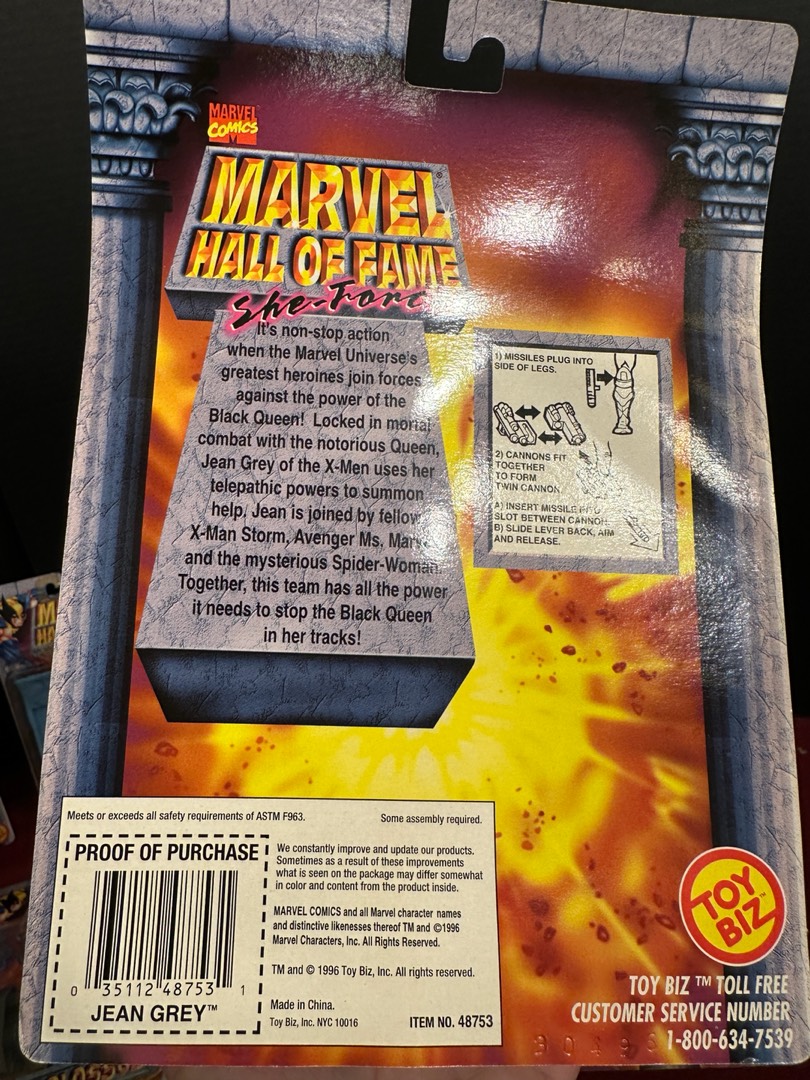 MARVEL
COMICS
MARVEL®
HALL OF FAME
She-Forc
It's non-stop action
when the Marvel Universe's
greatest heroines join forces
against the power of the
Black Queen! Locked in mortal
combat with the notorious Queen,
Jean Grey of the X-Men uses her
telepathic powers to summon
help. Jean is joined by fellow
X-Man Storm, Avenger Ms. Marv
and the mysterious Spider-Woman.
Together, this team has all the power
it needs to stop the Black Queen
in her tracks!
1) MISSILES PLUG INTO
SIDE OF LEGS.
2) CANNONS FIT
TOGETHER
TO FORM
TWIN CANNON
A) INSERT MISSILE INTO
SLOT BETWEEN CANNON
B) SLIDE LEVER BACK, AIM
AND RELEASE.
Meets or exceeds all safety requirements of ASTM F963.
Some assembly required.
PROOF OF PURCHASE
0 35112 48753 1
JEAN GREY™
We constantly improve and update our products.
Sometimes as a result of these improvements
what is seen on the package may differ somewhat
in color and content from the product inside.
MARVEL COMICS and all Marvel character names
and distinctive likenesses thereof TM and ©1996
Marvel Characters, Inc. All Rights Reserved.
TM and © 1996 Toy Biz, Inc. All rights reserved.
Made in China.
Toy Biz, Inc. NYC 10016
ITEM NO. 48753
TOY
BIZ™
TOY BIZ ™ TOLL FREE
CUSTOMER SERVICE NUMBER
1-800-634-7539